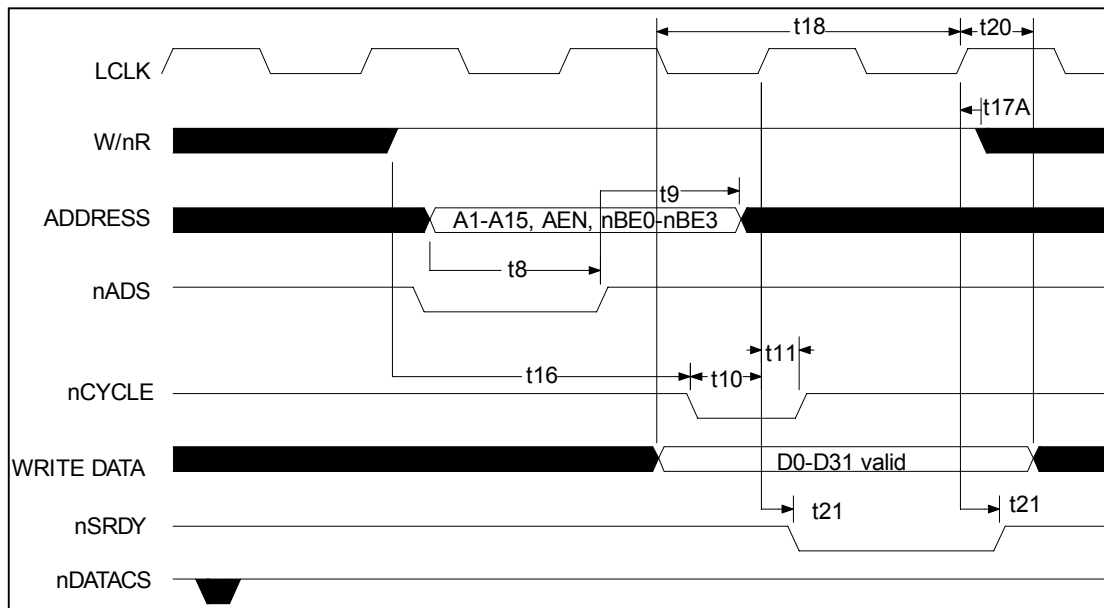 t18
t20
LCLK
t17A
W/nR
t9
ADDRESS
A1-A15, AEN, nBE0-nBE3
t8
nADS
t11
t16
t10
nCYCLE
WRITE DATA
D0-D31 valid
t21
t21
nSRDY
nDATACS